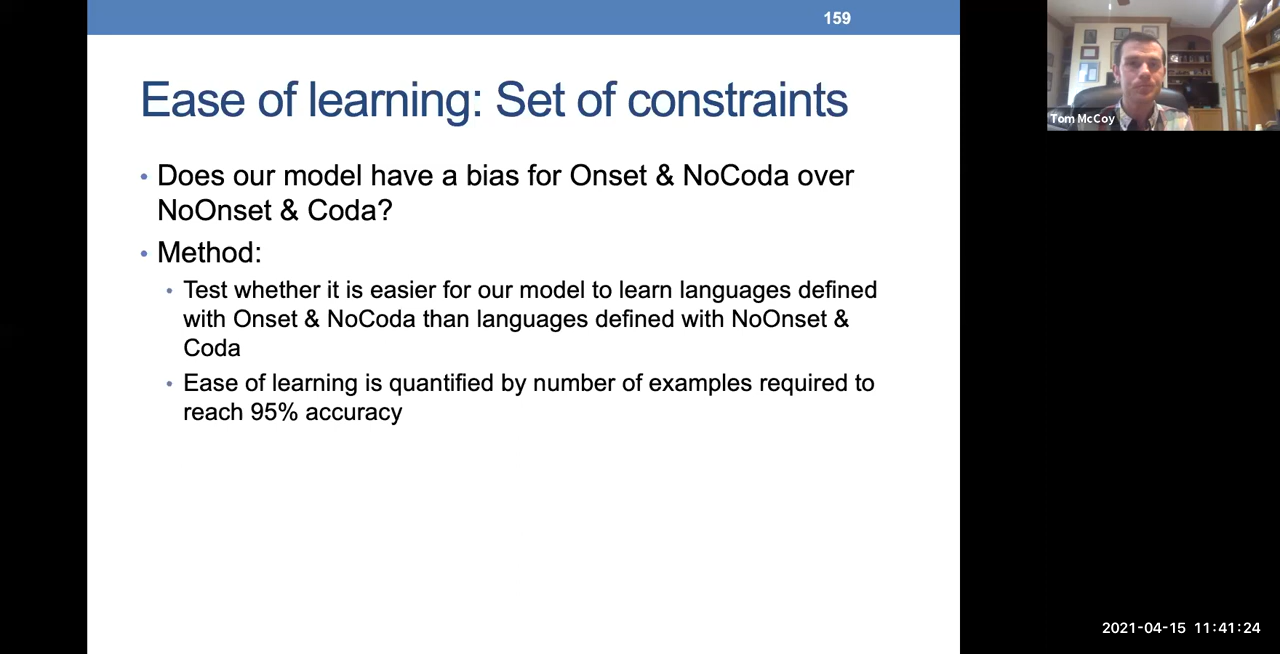 159
Ease of learning: Set of constraints
• Does our model have a bias for Onset & NoCoda over
NoOnset & Coda?
• Method:
• Test whether it is easier for our model to learn languages defined
with Onset & NoCoda than languages defined with NoOnset &
Coda
• Ease of learning is quantified by number of examples required to
reach 95% accuracy
Tom McCoy
2021-04-15 11:41:24